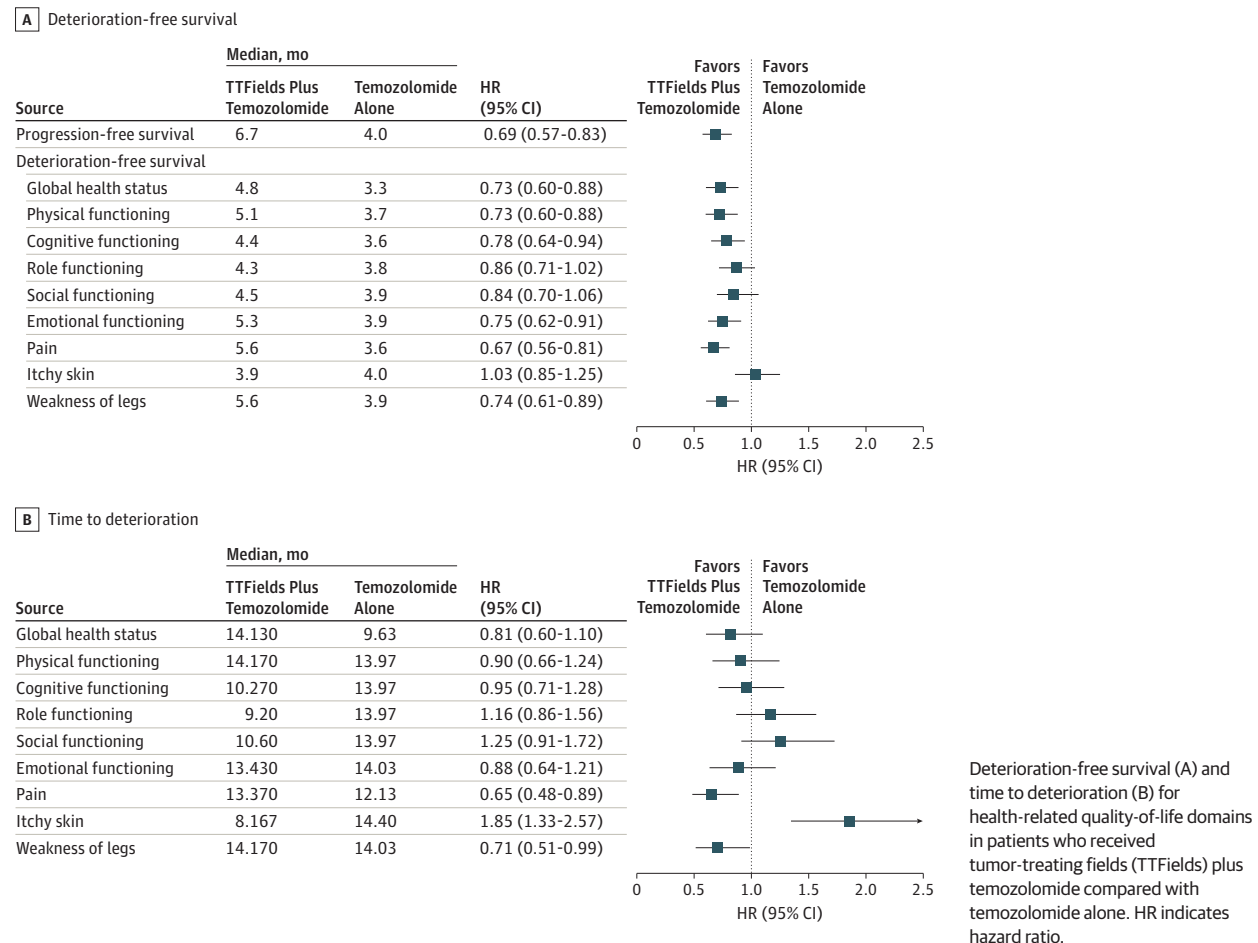 A Deterioration-free survival
Median, mo
Source TTFields Plus Temozolomide Temozolomide Alone HR (95% CI) Favors TTFields Plus Temozolomide Favors Temozolomide Alone
Progression-free survival 6.7 4.0 0.69 (0.57-0.83)
Deterioration-free survival
Global health status 4.8 3.3 0.73 (0.60-0.88)
Physical functioning 5.1 3.7 0.73 (0.60-0.88)
Cognitive functioning 4.4 3.6 0.78 (0.64-0.94)
Role functioning 4.3 3.8 0.86 (0.71-1.02)
Social functioning 4.5 3.9 0.84 (0.70-1.06)
Emotional functioning 5.3 3.9 0.75 (0.62-0.91)
Pain 5.6 3.6 0.67 (0.56-0.81)
Itchy skin 3.9 4.0 1.03 (0.85-1.25)
Weakness of legs 5.6 3.9 0.74 (0.61-0.89)
0 0.5 1.0 1.5 2.0 2.5
HR (95% CI)
B Time to deterioration
Median, mo
Source TTFields Plus Temozolomide Temozolomide Alone HR (95% CI) Favors TTFields Plus Temozolomide Favors Temozolomide Alone
Global health status 14.130 9.63 0.81 (0.60-1.10)
Physical functioning 14.170 13.97 0.90 (0.66-1.24)
Cognitive functioning 10.270 13.97 0.95 (0.71-1.28)
Role functioning 9.20 13.97 1.16 (0.86-1.56)
Social functioning 10.60 13.97 1.25 (0.91-1.72)
Emotional functioning 13.430 14.03 0.88 (0.64-1.21)
Pain 13.370 12.13 0.65 (0.48-0.89)
Itchy skin 8.167 14.40 1.85 (1.33-2.57)
Weakness of legs 14.170 14.03 0.71 (0.51-0.99)
0 0.5 1.0 1.5 2.0 2.5
HR (95% CI)
Deterioration-free survival (A) and
time to deterioration (B) for
health-related quality-of-life domains
in patients who received
tumor-treating fields (TTFields) plus
temozolomide compared with
temozolomide alone. HR indicates
hazard ratio.